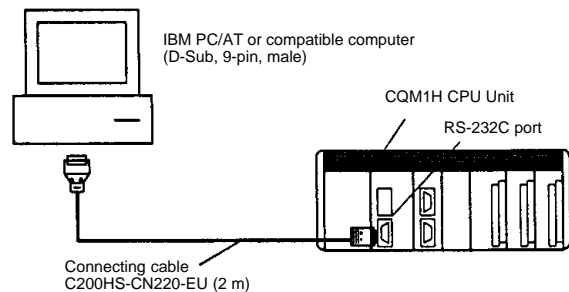 IBM PC/AT or compatible computer
(D-Sub, 9-pin, male)
CQM1H CPU Unit
RS-232C port
Connecting cable
C200HS-CN220-EU (2 m)